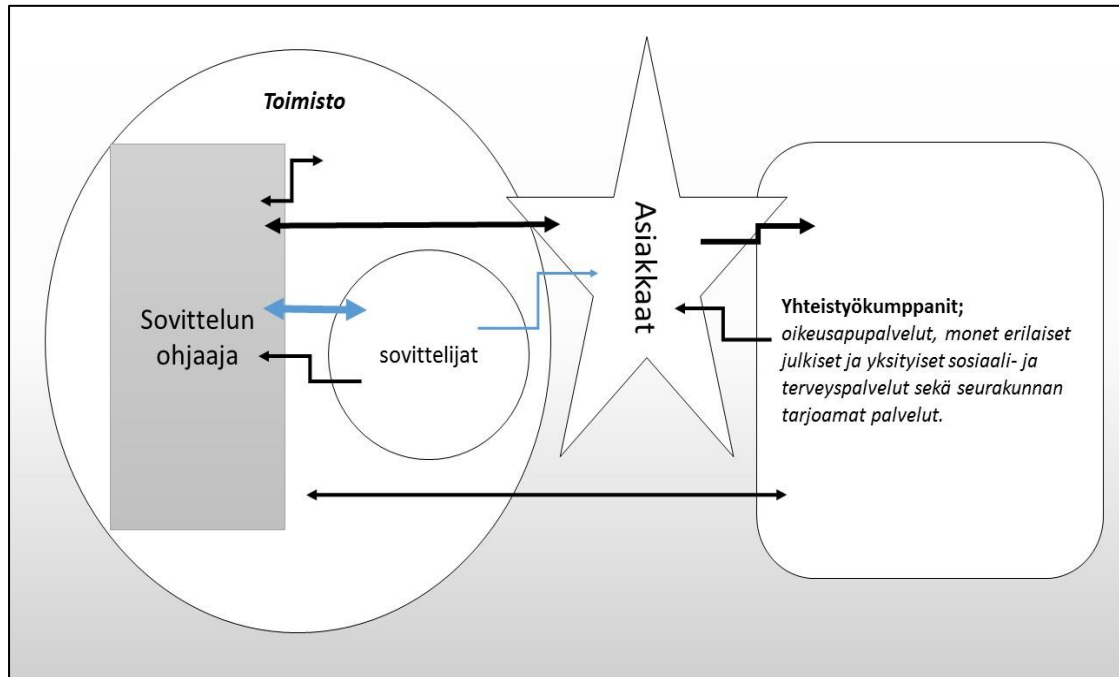 Toimisto
Sovittelun
ohjaaja
sovittelijat
Asiakkaat
Yhteistyökumppanit;
oikeusapupalvelut, monet erilaiset
julkiset ja yksityiset sosiaali- ja
terveyspalvelut sekä seurakunnan
tarjoamat palvelut.